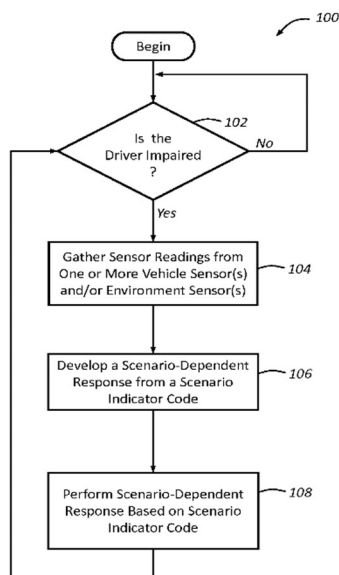 100
Begin
102
Is the
Driver Impaired
?
No
Yes
Gather Sensor Readings from
One or More Vehicle Sensor(s)
and/or Environment Sensor(s)
104
Develop a Scenario-Dependent
Response from a Scenario
Indicator Code
106
Perform Scenario-Dependent
Response Based on Scenario
Indicator Code
108